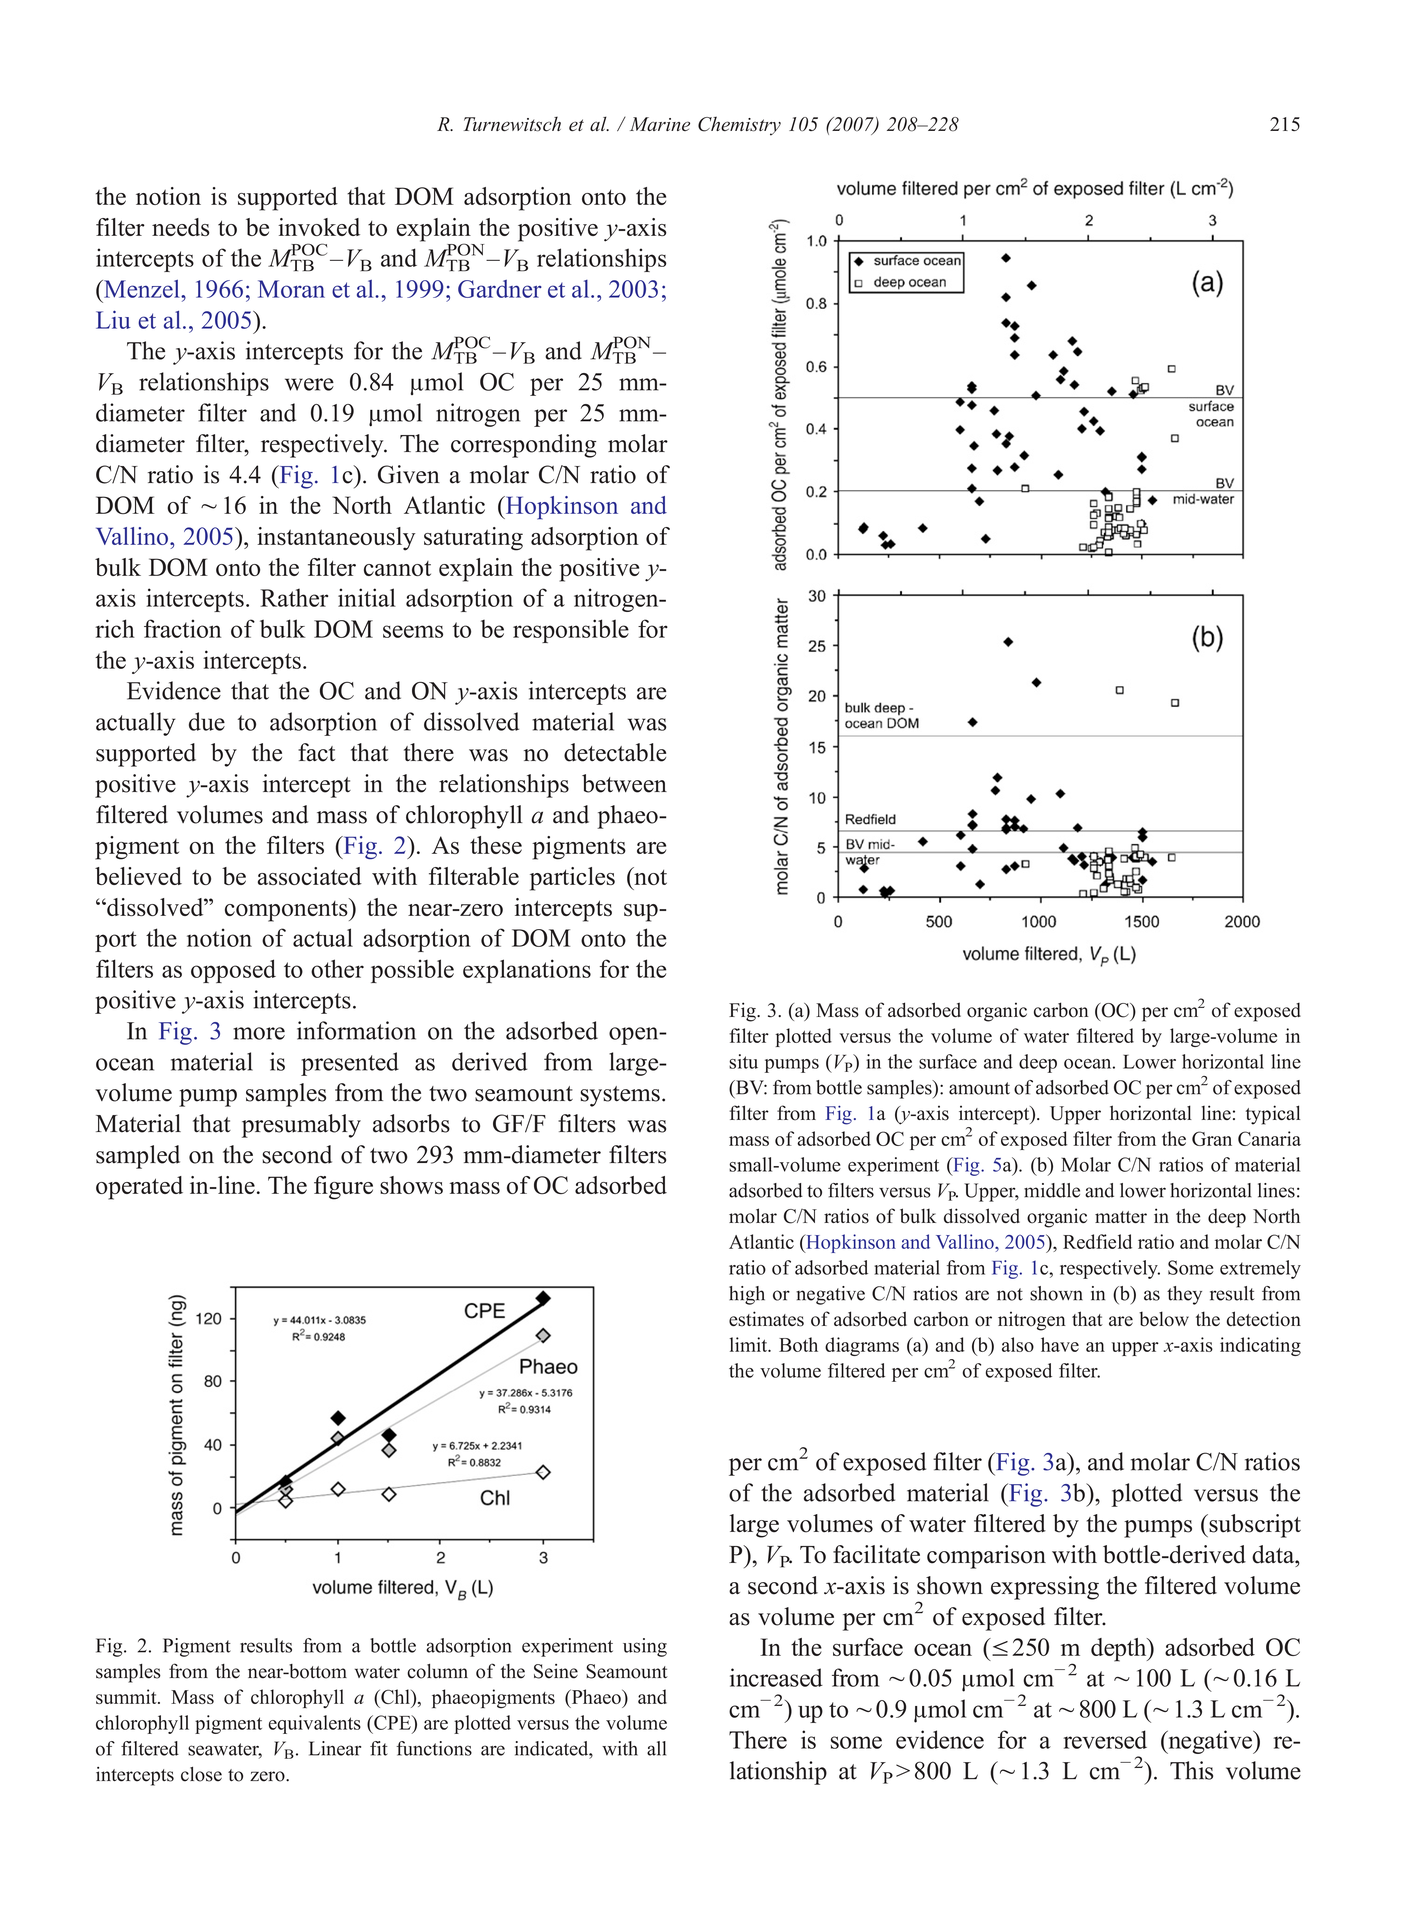 R. Turnewitsch et al. / Marine Chemistry 105 (2007) 208–228
215
the notion is supported that DOM adsorption onto the
filter needs to be invoked to explain the positive y-axis
intercepts of the M_TB^POC–V_B and M_TB^PON–V_B relationships
(Menzel, 1966; Moran et al., 1999; Gardner et al., 2003;
Liu et al., 2005).
The y-axis intercepts for the M_TB^POC–V_B and M_TB^PON–
V_B relationships were 0.84 μmol OC per 25 mm-
diameter filter and 0.19 μmol nitrogen per 25 mm-
diameter filter, respectively. The corresponding molar
C/N ratio is 4.4 (Fig. 1c). Given a molar C/N ratio of
DOM of ~16 in the North Atlantic (Hopkinson and
Vallino, 2005), instantaneously saturating adsorption of
bulk DOM onto the filter cannot explain the positive y-
axis intercepts. Rather initial adsorption of a nitrogen-
rich fraction of bulk DOM seems to be responsible for
the y-axis intercepts.
Evidence that the OC and ON y-axis intercepts are
actually due to adsorption of dissolved material was
supported by the fact that there was no detectable
positive y-axis intercept in the relationships between
filtered volumes and mass of chlorophyll a and phaeo-
pigment on the filters (Fig. 2). As these pigments are
believed to be associated with filterable particles (not
“dissolved” components) the near-zero intercepts sup-
port the notion of actual adsorption of DOM onto the
filters as opposed to other possible explanations for the
positive y-axis intercepts.
In Fig. 3 more information on the adsorbed open-
ocean material is presented as derived from large-
volume pump samples from the two seamount systems.
Material that presumably adsorbs to GF/F filters was
sampled on the second of two 293 mm-diameter filters
operated in-line. The figure shows mass of OC adsorbed
mass of pigment on filter (ng)
120
80
40
0
y = 44.011x - 3.0835
R²= 0.9248
CPE
Phaeo
y = 37.286x - 5.3176
R²= 0.9314
y = 6.725x + 2.2341
R²= 0.8832
Chl
0 1 2 3
volume filtered, V_B (L)
Fig. 2. Pigment results from a bottle adsorption experiment using
samples from the near-bottom water column of the Seine Seamount
summit. Mass of chlorophyll a (Chl), phaeopigments (Phaeo) and
chlorophyll pigment equivalents (CPE) are plotted versus the volume
of filtered seawater, V_B. Linear fit functions are indicated, with all
intercepts close to zero.
volume filtered per cm² of exposed filter (L cm⁻²)
0 1 2 3
adsorbed OC per cm² of exposed filter (μmole cm⁻²)
1.0
0.8
0.6
0.4
0.2
0.0
surface ocean
deep ocean
(a)
BV
surface
ocean
BV
mid-water
molar C/N of adsorbed organic matter
30
25
20
15
10
5
0
(b)
bulk deep -
ocean DOM
Redfield
BV mid-
water
0 500 1000 1500 2000
volume filtered, V_P (L)
Fig. 3. (a) Mass of adsorbed organic carbon (OC) per cm² of exposed
filter plotted versus the volume of water filtered by large-volume in
situ pumps (V_P) in the surface and deep ocean. Lower horizontal line
(BV: from bottle samples): amount of adsorbed OC per cm² of exposed
filter from Fig. 1a (y-axis intercept). Upper horizontal line: typical
mass of adsorbed OC per cm² of exposed filter from the Gran Canaria
small-volume experiment (Fig. 5a). (b) Molar C/N ratios of material
adsorbed to filters versus V_P. Upper, middle and lower horizontal lines:
molar C/N ratios of bulk dissolved organic matter in the deep North
Atlantic (Hopkinson and Vallino, 2005), Redfield ratio and molar C/N
ratio of adsorbed material from Fig. 1c, respectively. Some extremely
high or negative C/N ratios are not shown in (b) as they result from
estimates of adsorbed carbon or nitrogen that are below the detection
limit. Both diagrams (a) and (b) also have an upper x-axis indicating
the volume filtered per cm² of exposed filter.
per cm² of exposed filter (Fig. 3a), and molar C/N ratios
of the adsorbed material (Fig. 3b), plotted versus the
large volumes of water filtered by the pumps (subscript
P), V_P. To facilitate comparison with bottle-derived data,
a second x-axis is shown expressing the filtered volume
as volume per cm² of exposed filter.
In the surface ocean (≤250 m depth) adsorbed OC
increased from ~0.05 μmol cm⁻² at ~100 L (~0.16 L
cm⁻²) up to ~0.9 μmol cm⁻² at ~800 L (~1.3 L cm⁻²).
There is some evidence for a reversed (negative) re-
lationship at V_P>800 L (~1.3 L cm⁻²). This volume